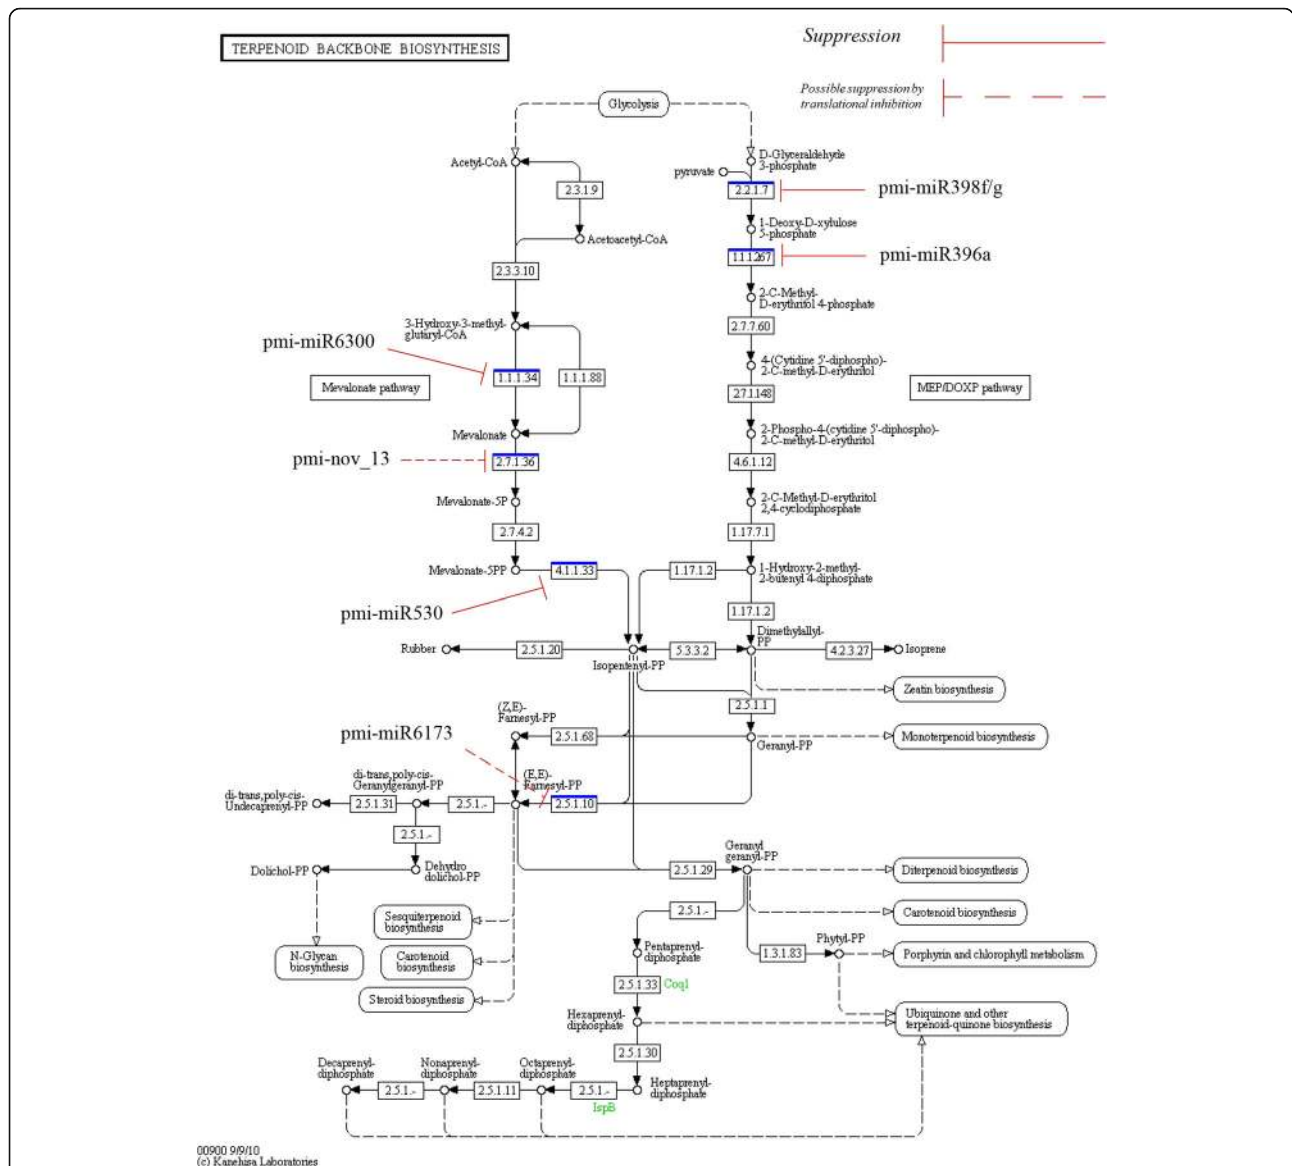 TERPENOID BACKBONE BIOSYNTHESIS
Suppression
Possible suppression by
translational inhibition
Glycolysis
Acetyl-CoA
D-Glyceraldehyde
3-phosphate
pyruvate
2.3.1.9
2.2.1.7
pmi-miR398f/g
Acetoacetyl-CoA
1-Deoxy-D-xylulose
5-phosphate
2.3.3.10
1.1.1.267
pmi-miR396a
2-C-Methyl-
D-erythritol 4-phosphate
3-Hydroxy-3-methyl-
glutaryl-CoA
2.7.7.60
pmi-miR6300
4-(Cytidine 5'-diphospho)-
2-C-methyl-D-erythritol
1.1.1.34
1.1.1.88
Mevalonate pathway
2.7.1.148
MEP/DOXP pathway
Mevalonate
2-Phospho-4-(cytidine 5'-diphospho)-
2-C-methyl-D-erythritol
pmi-nov_13
2.7.1.36
4.6.1.12
Mevalonate-5P
2-C-Methyl-D-erythritol
2,4-cyclodiphosphate
2.7.4.2
1.17.7.1
Mevalonate-5PP
4.1.1.33
1.17.1.2
1-Hydroxy-2-methyl-
2-butenyl 4-diphosphate
pmi-miR530
1.17.1.2
Dimethylallyl-
PP
Rubber
2.5.1.20
Isopentenyl-PP
5.3.3.2
4.2.3.27
Isoprene
Zeatin biosynthesis
2.5.1.1
(Z,E)-
Farnesyl-PP
pmi-miR6173
2.5.1.68
Geranyl-PP
Monoterpenoid biosynthesis
di-trans,poly-cis-
Geranylgeranyl-PP
(E,E)-
Farnesyl-PP
di-trans,poly-cis-
Undecaprenyl-PP
2.5.1.31
2.5.1.-
2.5.1.10
2.5.1.-
Geranyl
geranyl-PP
Dolichol-PP
Dehydro
dolichol-PP
2.5.1.29
Diterpenoid biosynthesis
Sesquiterpenoid
biosynthesis
2.5.1.-
Carotenoid biosynthesis
N-Glycan
biosynthesis
Carotenoid
biosynthesis
Pentaprenyl-
diphosphate
1.3.1.83
Phytyl-PP
Porphyrin and chlorophyll metabolism
Steroid biosynthesis
2.5.1.33
Coq1
Hexaprenyl-
diphosphate
Ubiquinone and other
terpenoid-quinone biosynthesis
2.5.1.30
Decaprenyl-
diphosphate
Nonaprenyl-
diphosphate
Octaprenyl-
diphosphate
2.5.1.-
2.5.1.11
2.5.1.-
Heptaprenyl-
diphosphate
IspB
00900 9/9/10
(c) Kanehisa Laboratories